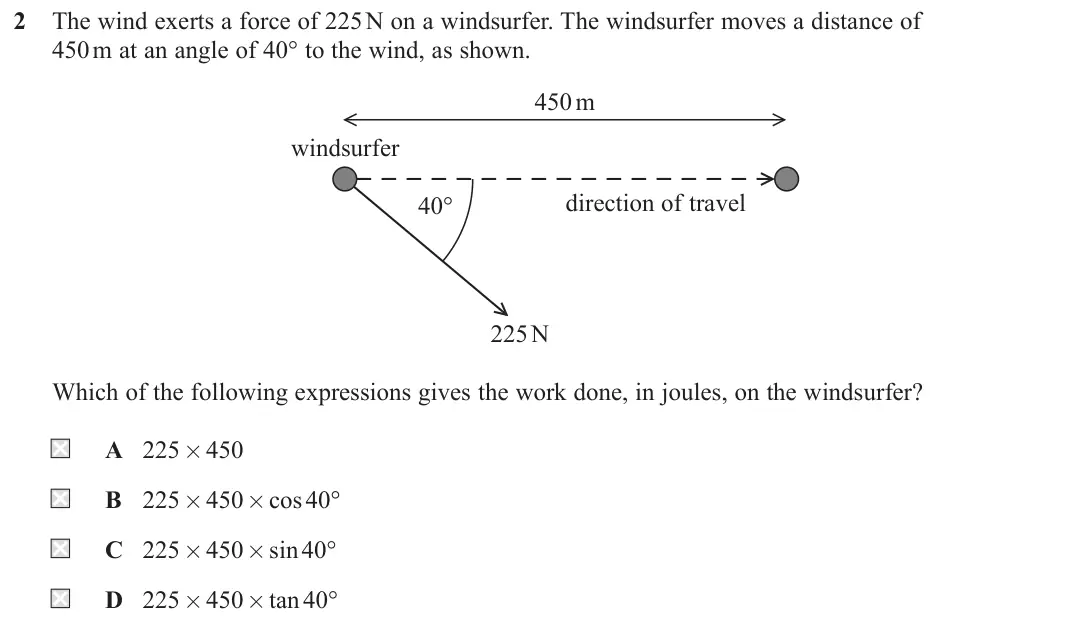 2 The wind exerts a force of 225 N on a windsurfer. The windsurfer moves a distance of
450 m at an angle of 40° to the wind, as shown.
450 m
windsurfer
40°
direction of travel
225 N
Which of the following expressions gives the work done, in joules, on the windsurfer?
A 225 × 450
B 225 × 450 × cos 40°
C 225 × 450 × sin 40°
D 225 × 450 × tan 40°